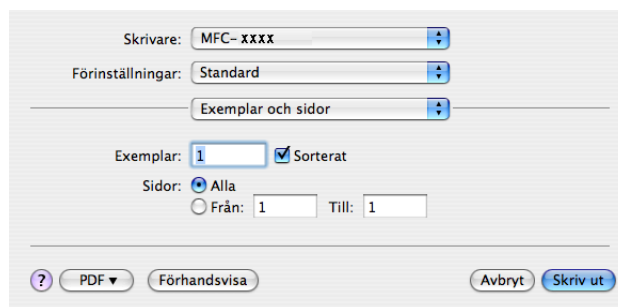 Skrivare: MFC-xxxx
Förinställningar: Standard
Exemplar och sidor
Exemplar: 1 Sorterat
Sidor: Alla
Från: 1 Till: 1
? PDF ▼ Förhandsvisa Avbryt Skriv ut